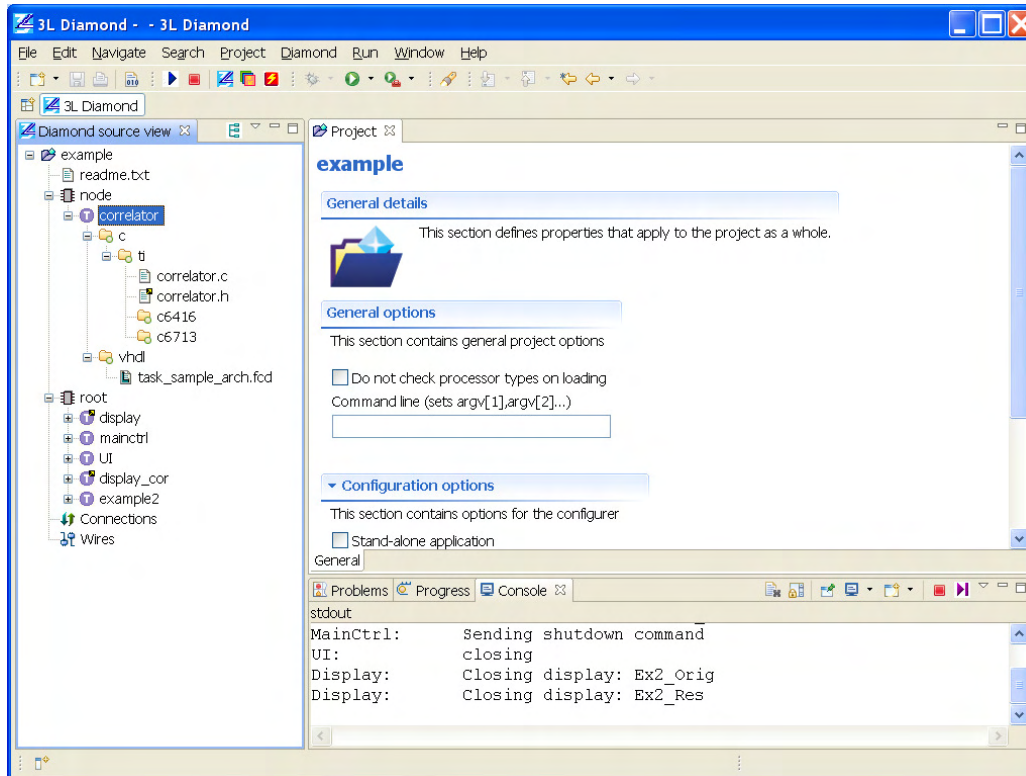 3L Diamond - - 3L Diamond
File Edit Navigate Search Project Diamond Run Window Help
3L Diamond
Diamond source view
example
readme.txt
node
correlator
c
ti
correlator.c
correlator.h
c6416
c6713
vhdl
task_sample_arch.fcd
root
display
mainctrl
UI
display_cor
example2
Connections
Wires
Project
example
General details
This section defines properties that apply to the project as a whole.
General options
This section contains general project options
Do not check processor types on loading
Command line (sets argv[1],argv[2]...)
Configuration options
This section contains options for the configurer
Stand-alone application
General
Problems Progress Console
stdout
MainCtrl: Sending shutdown command
UI: closing
Display: Closing display: Ex2_Orig
Display: Closing display: Ex2_Res